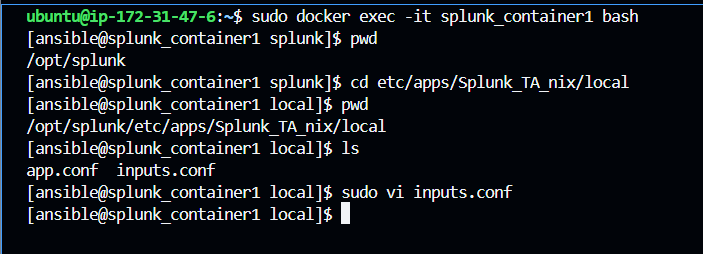 ubuntu@ip-172-31-47-6:~$ sudo docker exec -it splunk_container1 bash
[ansible@splunk_container1 splunk]$ pwd
/opt/splunk
[ansible@splunk_container1 splunk]$ cd etc/apps/Splunk_TA_nix/local
[ansible@splunk_container1 local]$ pwd
/opt/splunk/etc/apps/Splunk_TA_nix/local
[ansible@splunk_container1 local]$ ls
app.conf  inputs.conf
[ansible@splunk_container1 local]$ sudo vi inputs.conf
[ansible@splunk_container1 local]$